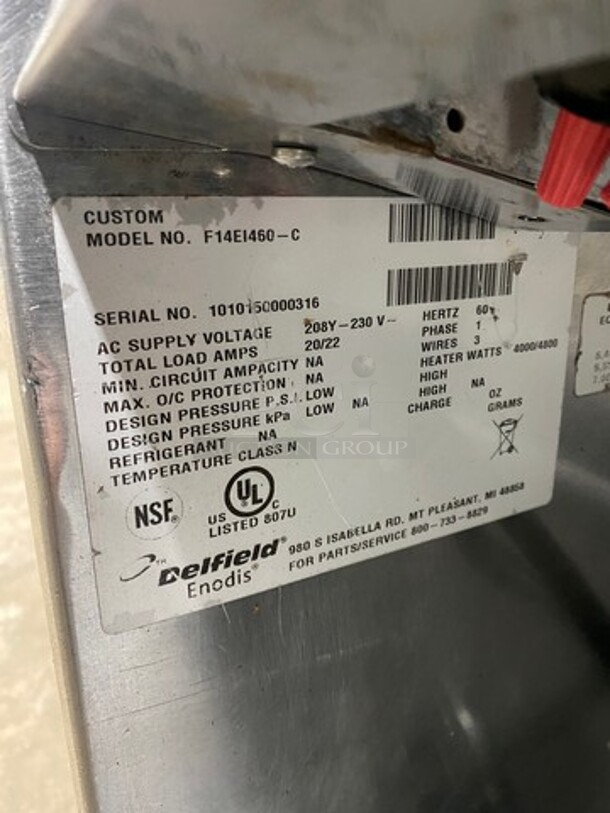 CUSTOM
MODEL NO. F14EI460-C
SERIAL NO. 1010150000316
AC SUPPLY VOLTAGE 208Y-230 V~ HERTZ 60
TOTAL LOAD AMPS 20/22 PHASE 1
MIN. CIRCUIT AMPACITY NA WIRES 3
MAX. O/C PROTECTION NA HEATER WATTS 4000/4800
DESIGN PRESSURE P.S.I. LOW HIGH
DESIGN PRESSURE kPa LOW NA HIGH NA
REFRIGERANT NA CHARGE OZ
GRAMS
TEMPERATURE CLASS N
GROUP
NSF®
UL
US C
LISTED 807U
TM Delfield®
Enodis®
980 S ISABELLA RD. MT PLEASANT, MI 48858
FOR PARTS/SERVICE 800-733-8829